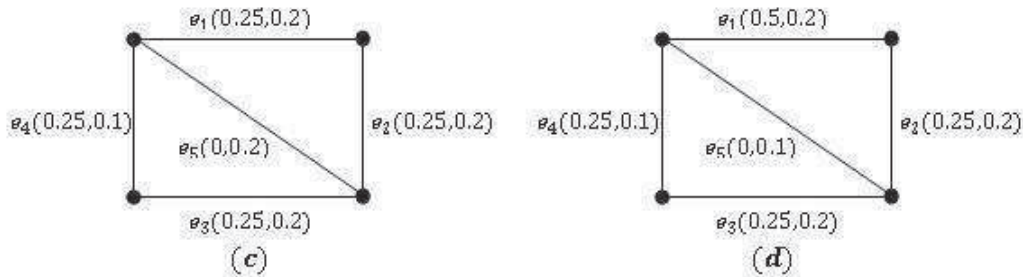 e₁(0.25,0.2)
e₄(0.25,0.1)
e₂(0.25,0.2)
e₅(0,0.2)
e₃(0.25,0.2)
(c)
e₁(0.5,0.2)
e₄(0.25,0.1)
e₂(0.25,0.2)
e₅(0,0.1)
e₃(0.25,0.2)
(d)